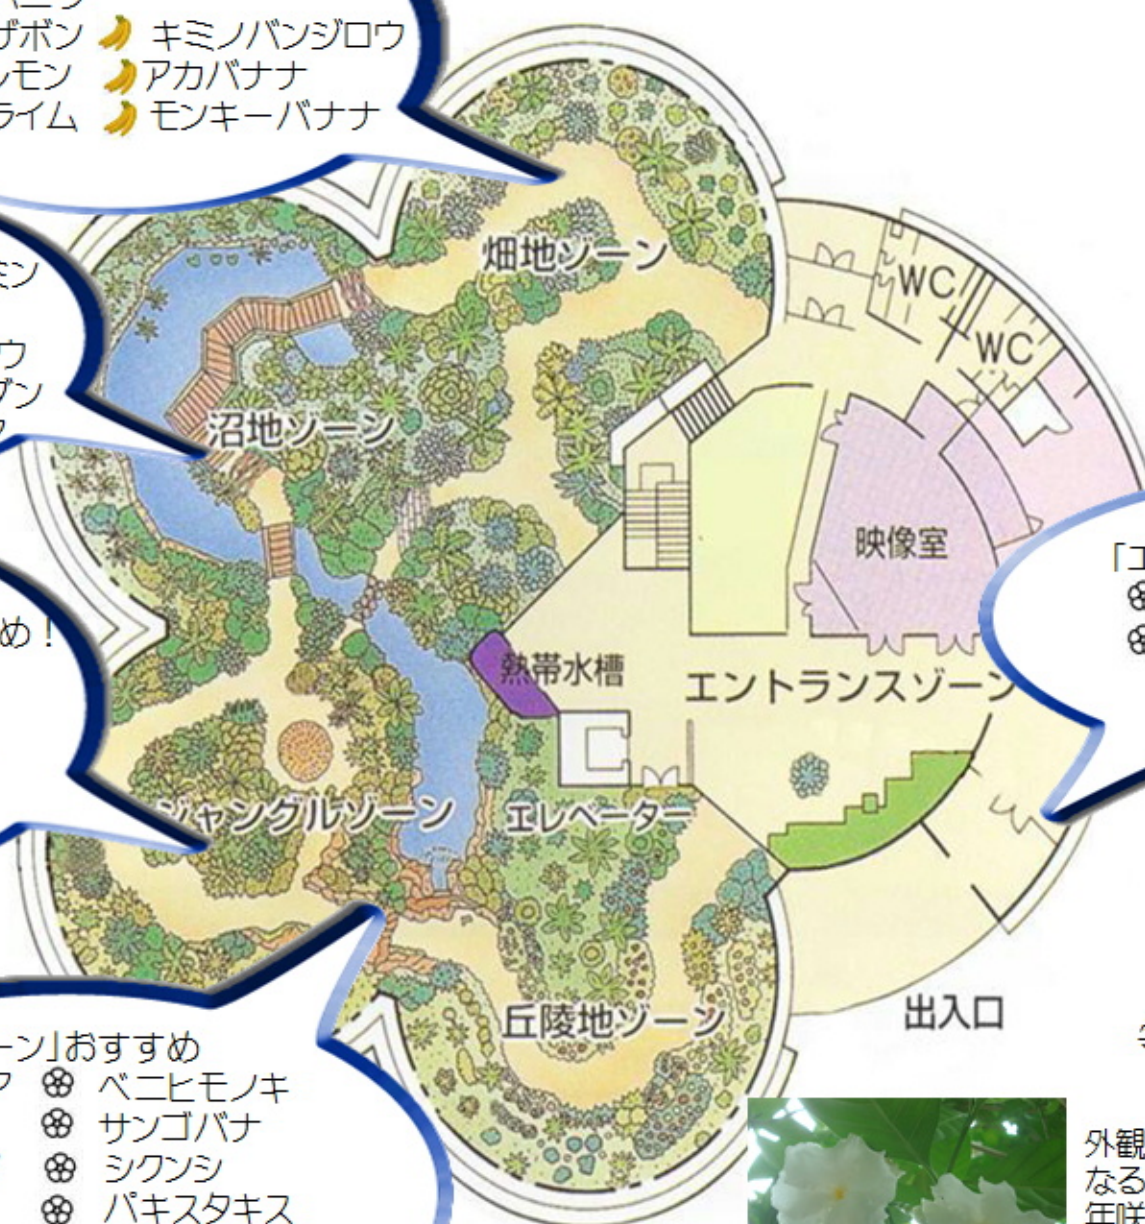 ザボン キミノバンジロウ
レモン アカバナナ
ライム モンキーバナナ
畑地ゾーン
WC
WC
沼地ゾーン
映像室
め！
熱帯水槽
エントランスゾーン
ジャングルゾーン
エレベーター
丘陵地ゾーン
出入口
ーン」おすすめ
ベニヒモノキ
サンゴバナ
シクンシ
パキスタキス
外観
なる
年咲